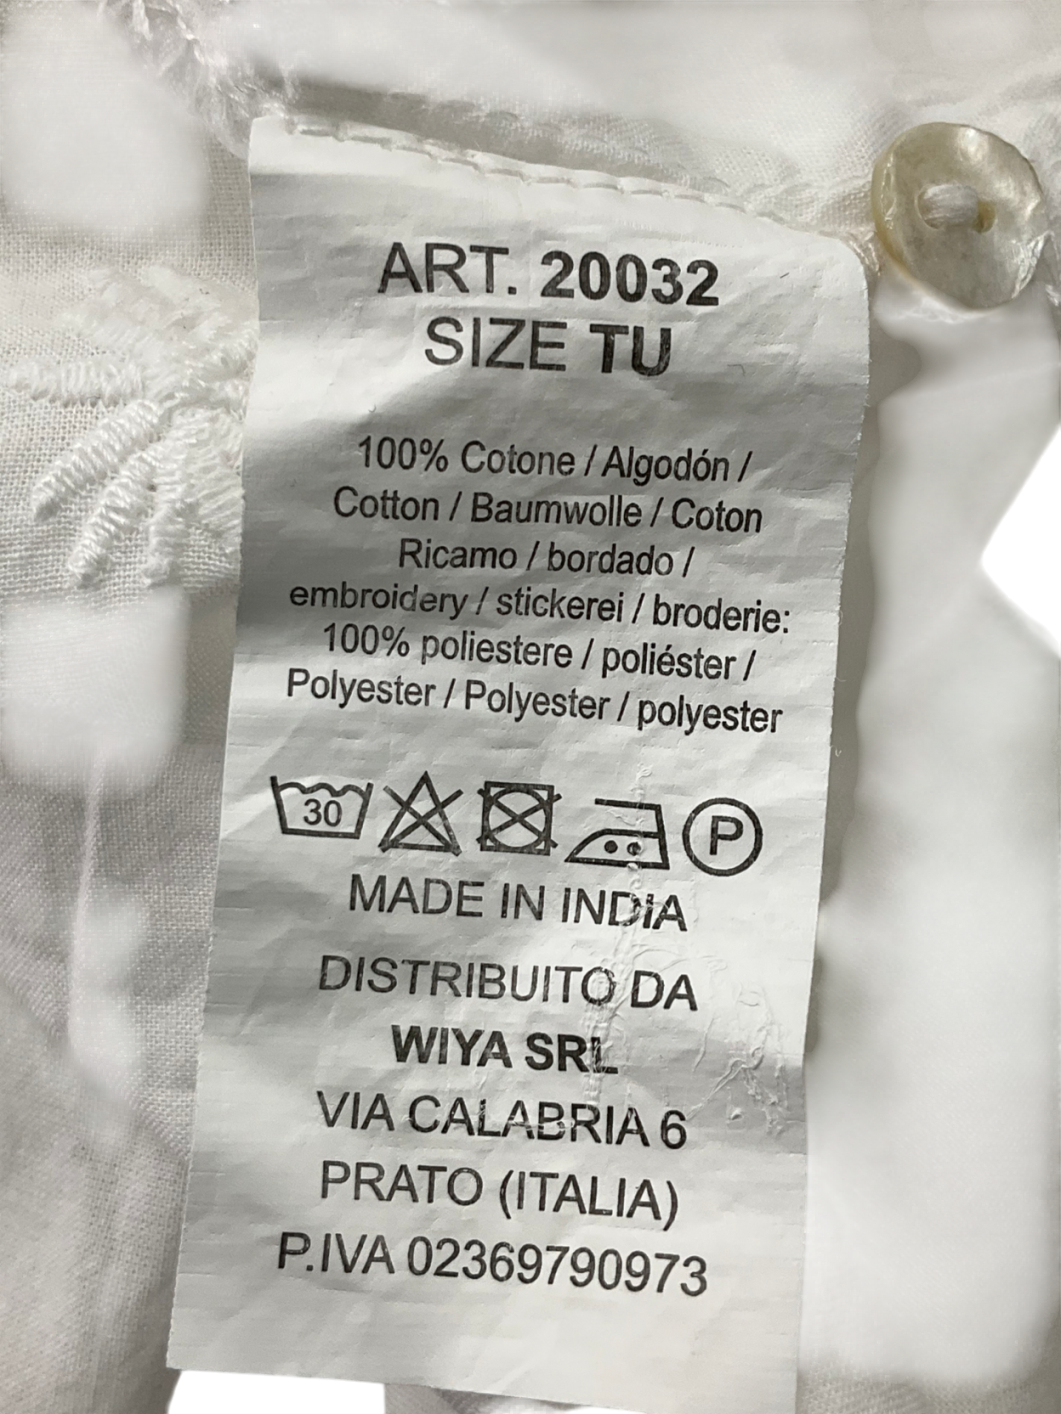 ART. 20032
SIZE TU
100% Cotone / Algodón /
Cotton / Baumwolle / Coton
Ricamo / bordado /
embroidery / stickerei / broderie:
100% poliestere / poliéster /
Polyester / Polyester / polyester
30 P
MADE IN INDIA
DISTRIBUITO DA
WIYA SRL
VIA CALABRIA 6
PRATO (ITALIA)
P.IVA 02369790973